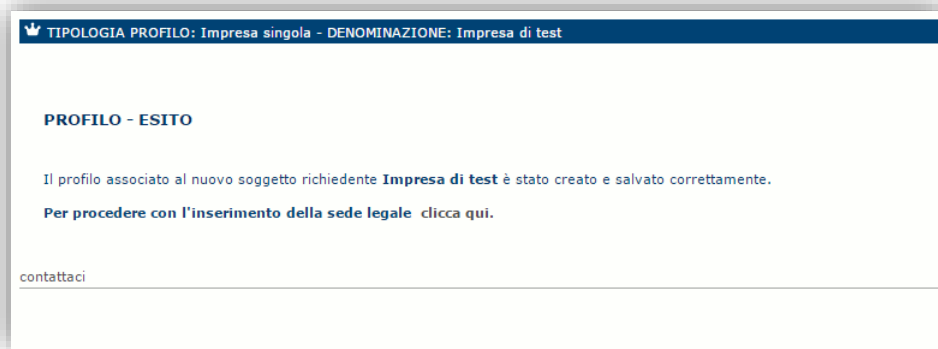 TIPOLOGIA PROFILO: Impresa singola - DENOMINAZIONE: Impresa di test
PROFILO - ESITO
Il profilo associato al nuovo soggetto richiedente Impresa di test è stato creato e salvato correttamente.
Per procedere con l'inserimento della sede legale clicca qui.
contattaci